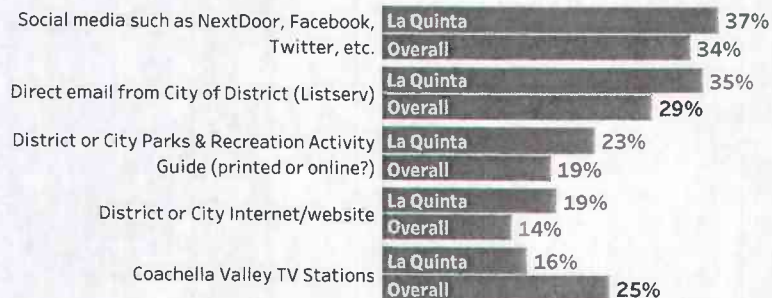 Social media such as NextDoor, Facebook,
Twitter, etc.
La Quinta 37%
Overall 34%
Direct email from City of District (Listserv)
La Quinta 35%
Overall 29%
District or City Parks & Recreation Activity
Guide (printed or online?)
La Quinta 23%
Overall 19%
District or City Internet/website
La Quinta 19%
Overall 14%
Coachella Valley TV Stations
La Quinta 16%
Overall 25%